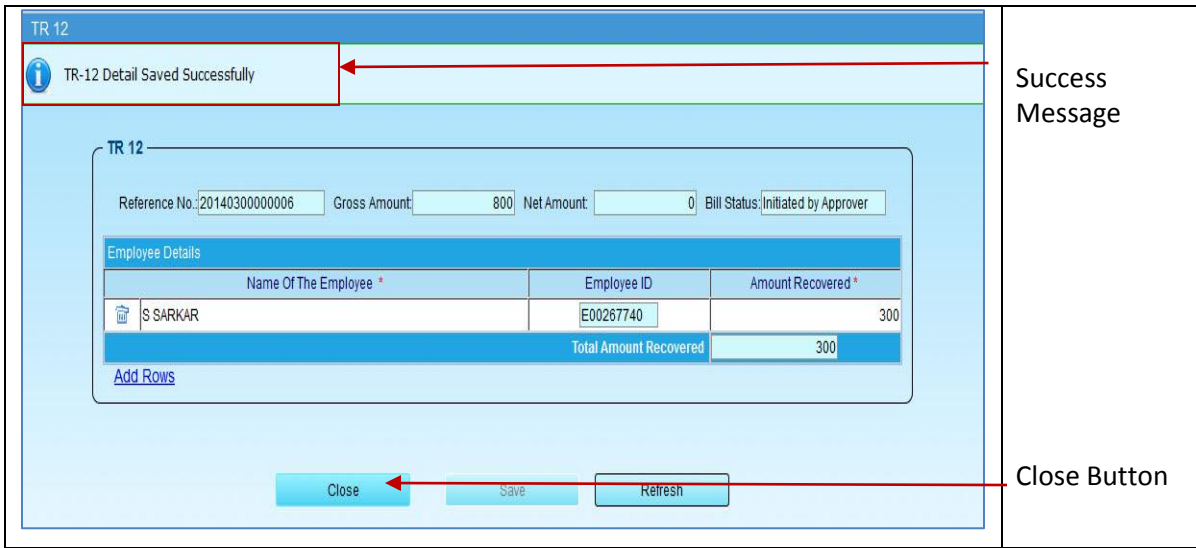 TR 12
TR-12 Detail Saved Successfully
Success
Message
TR 12
Reference No.: 20140300000006 Gross Amount: 800 Net Amount: 0 Bill Status: Initiated by Approver
Employee Details
Name Of The Employee * Employee ID Amount Recovered *
S SARKAR E00267740 300
Total Amount Recovered 300
Add Rows
Close Save Refresh
Close Button